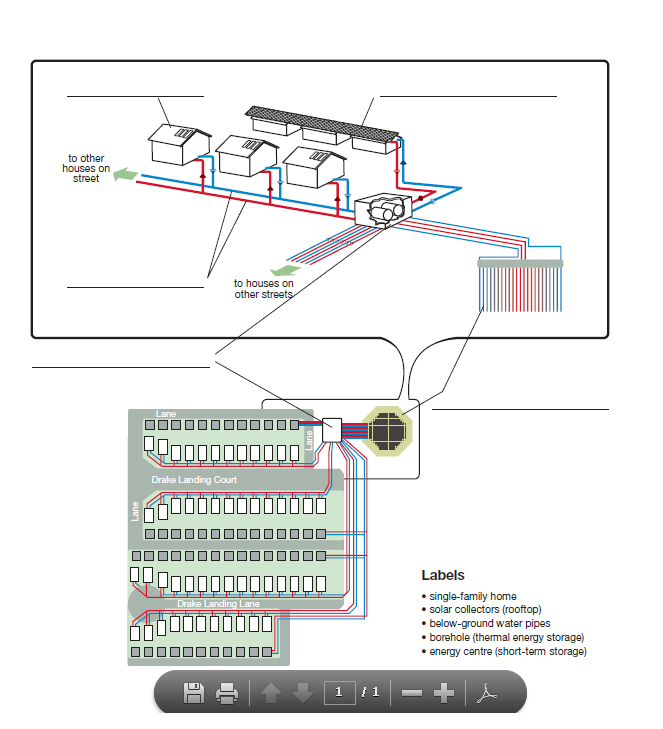 to other
houses on
street
to houses on
other streets
Lane
Lane
Drake Landing Court
Lane
Drake Landing Lane
Labels
• single-family home
• solar collectors (rooftop)
• below-ground water pipes
• borehole (thermal energy storage)
• energy centre (short-term storage)
1 / 1